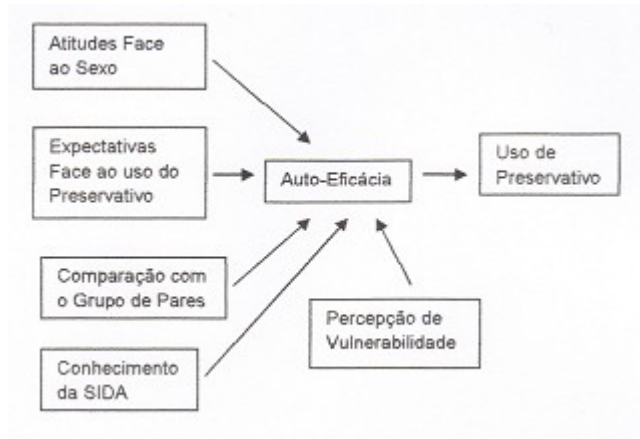 Atitudes Face
ao Sexo
Expectativas
Face ao uso do
Preservativo
Auto-Eficácia
Uso de
Preservativo
Comparação com
o Grupo de Pares
Percepção de
Vulnerabilidade
Conhecimento
da SIDA